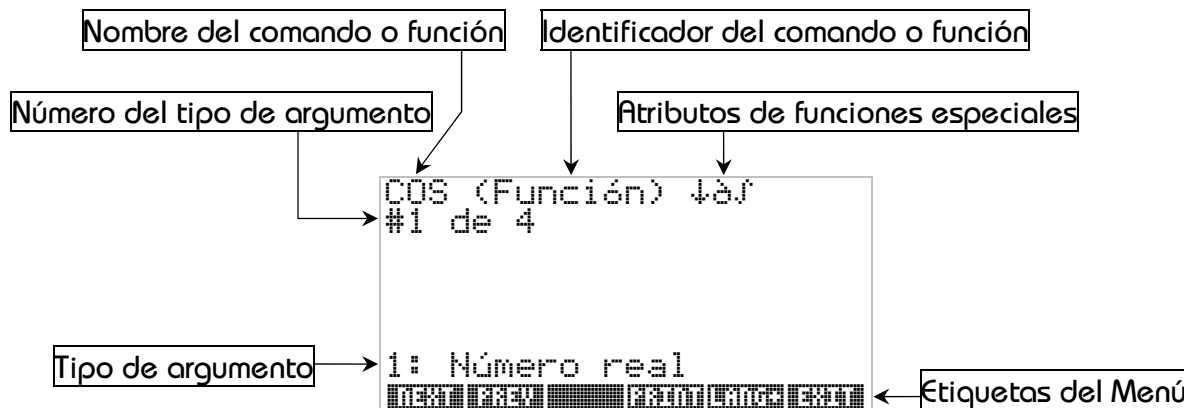 Nombre del comando o función
Identificador del comando o función
Número del tipo de argumento
Atributos de funciones especiales
COS (Función) ↓à∫
#1 de 4
Tipo de argumento
1: Número real
NEXT PREV PRINT LANG EXIT
Etiquetas del Menú